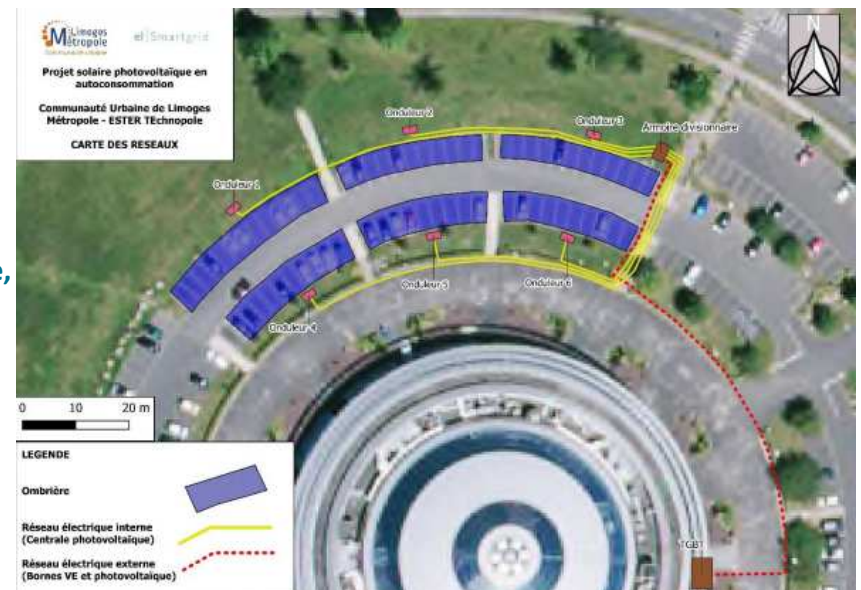 Limoges
Métropole
el|Smartgrid
Projet solaire photovoltaïque en
autoconsommation
Communauté Urbaine de Limoges
Métropole - ESTER TEchnopole
CARTE DES RESEAUX
N
Onduleur 2
Onduleur 3
Armoire divisionnaire
Onduleur 1
e,
Onduleur 5
Onduleur 6
Onduleur 4
0 10 20 m
LEGENDE
Ombrière
Réseau électrique interne
(Centrale photovoltaïque)
Réseau électrique externe
(Bornes VE et photovoltaïque)
TGBT